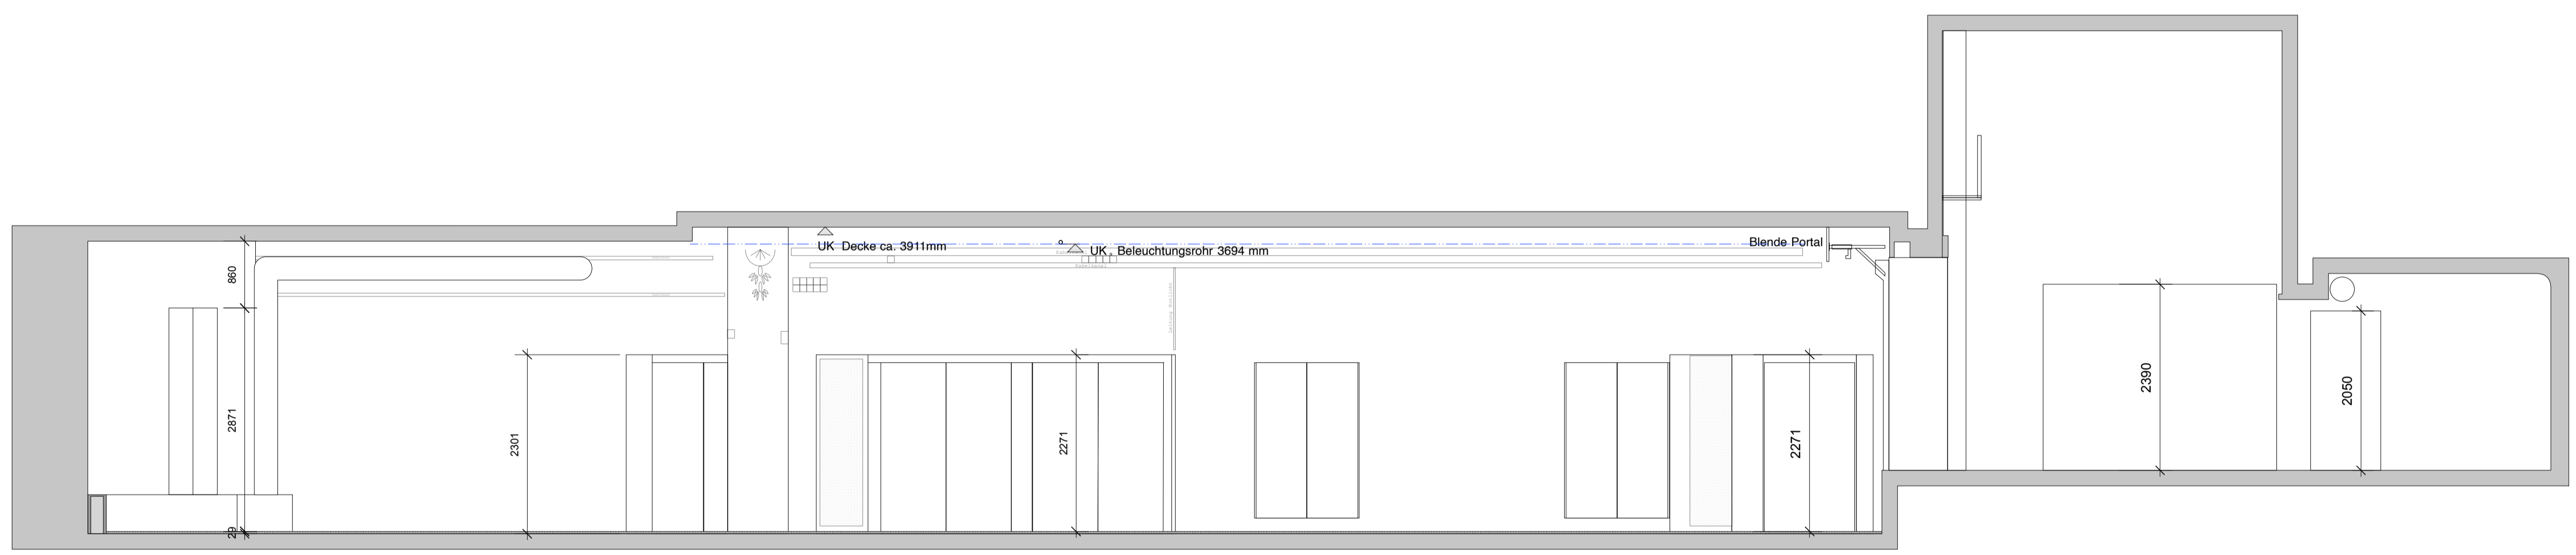 UK Decke ca. 3911mm
UK Beleuchtungsrohr 3694 mm
Blende Portal
860
2871
29
2301
2271
2271
2390
2050